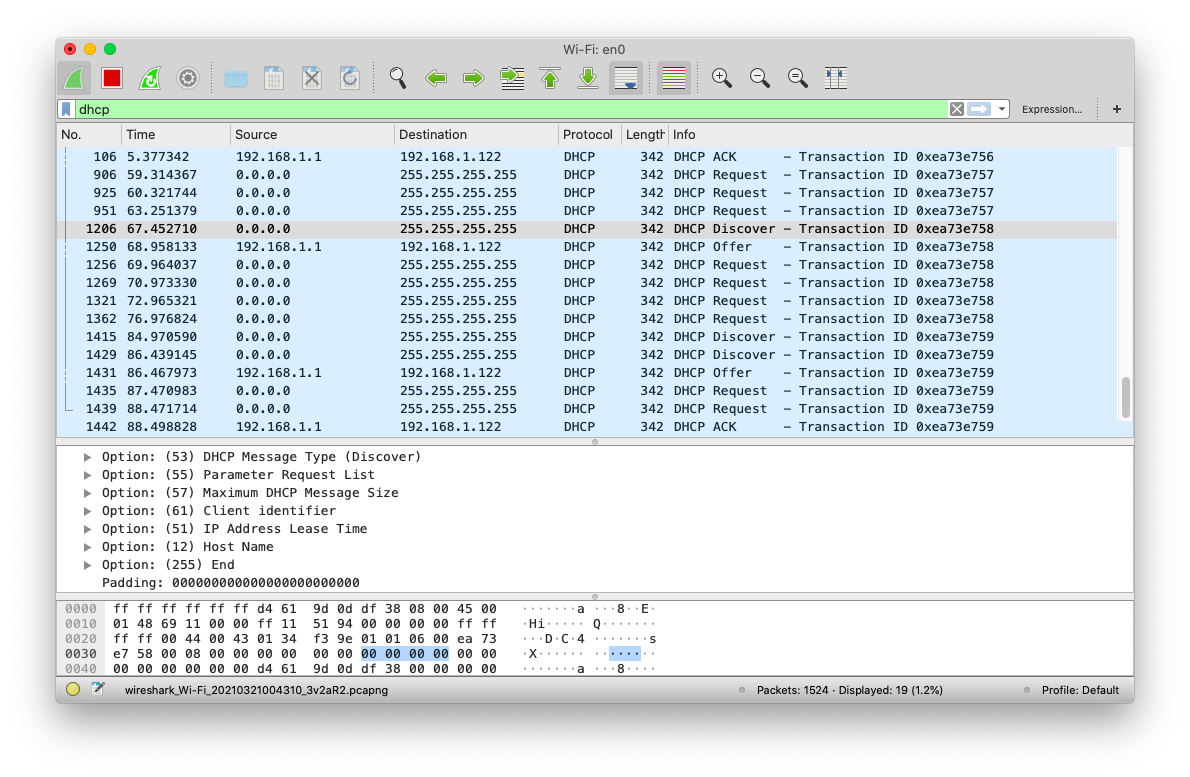 Wi-Fi: en0
dhcp Expression... +
No. Time Source Destination Protocol Length Info
106 5.377342 192.168.1.1 192.168.1.122 DHCP 342 DHCP ACK – Transaction ID 0xea73e756
906 59.314367 0.0.0.0 255.255.255.255 DHCP 342 DHCP Request – Transaction ID 0xea73e757
925 60.321744 0.0.0.0 255.255.255.255 DHCP 342 DHCP Request – Transaction ID 0xea73e757
951 63.251379 0.0.0.0 255.255.255.255 DHCP 342 DHCP Request – Transaction ID 0xea73e757
1206 67.452710 0.0.0.0 255.255.255.255 DHCP 342 DHCP Discover – Transaction ID 0xea73e758
1250 68.958133 192.168.1.1 192.168.1.122 DHCP 342 DHCP Offer – Transaction ID 0xea73e758
1256 69.964037 0.0.0.0 255.255.255.255 DHCP 342 DHCP Request – Transaction ID 0xea73e758
1269 70.973330 0.0.0.0 255.255.255.255 DHCP 342 DHCP Request – Transaction ID 0xea73e758
1321 72.965321 0.0.0.0 255.255.255.255 DHCP 342 DHCP Request – Transaction ID 0xea73e758
1362 76.976824 0.0.0.0 255.255.255.255 DHCP 342 DHCP Request – Transaction ID 0xea73e758
1415 84.970590 0.0.0.0 255.255.255.255 DHCP 342 DHCP Discover – Transaction ID 0xea73e759
1429 86.439145 0.0.0.0 255.255.255.255 DHCP 342 DHCP Discover – Transaction ID 0xea73e759
1431 86.467973 192.168.1.1 192.168.1.122 DHCP 342 DHCP Offer – Transaction ID 0xea73e759
1435 87.470983 0.0.0.0 255.255.255.255 DHCP 342 DHCP Request – Transaction ID 0xea73e759
1439 88.471714 0.0.0.0 255.255.255.255 DHCP 342 DHCP Request – Transaction ID 0xea73e759
1442 88.498828 192.168.1.1 192.168.1.122 DHCP 342 DHCP ACK – Transaction ID 0xea73e759
Option: (53) DHCP Message Type (Discover)
Option: (55) Parameter Request List
Option: (57) Maximum DHCP Message Size
Option: (61) Client identifier
Option: (51) IP Address Lease Time
Option: (12) Host Name
Option: (255) End
Padding: 000000000000000000000000
0000 ff ff ff ff ff ff d4 61 9d 0d df 38 08 00 45 00 ·······a ···8··E·
0010 01 48 69 11 00 00 ff 11 51 94 00 00 00 00 ff ff ·Hi····· Q·······
0020 ff ff 00 44 00 43 01 34 f3 9e 01 01 06 00 ea 73 ···D·C·4 ·······s
0030 e7 58 00 08 00 00 00 00 00 00 00 00 00 00 00 00 ·X······ ········
0040 00 00 00 00 00 00 d4 61 9d 0d df 38 00 00 00 00 ·······a ···8····
wireshark_Wi-Fi_20210321004310_3v2aR2.pcapng Packets: 1524 · Displayed: 19 (1.2%) Profile: Default